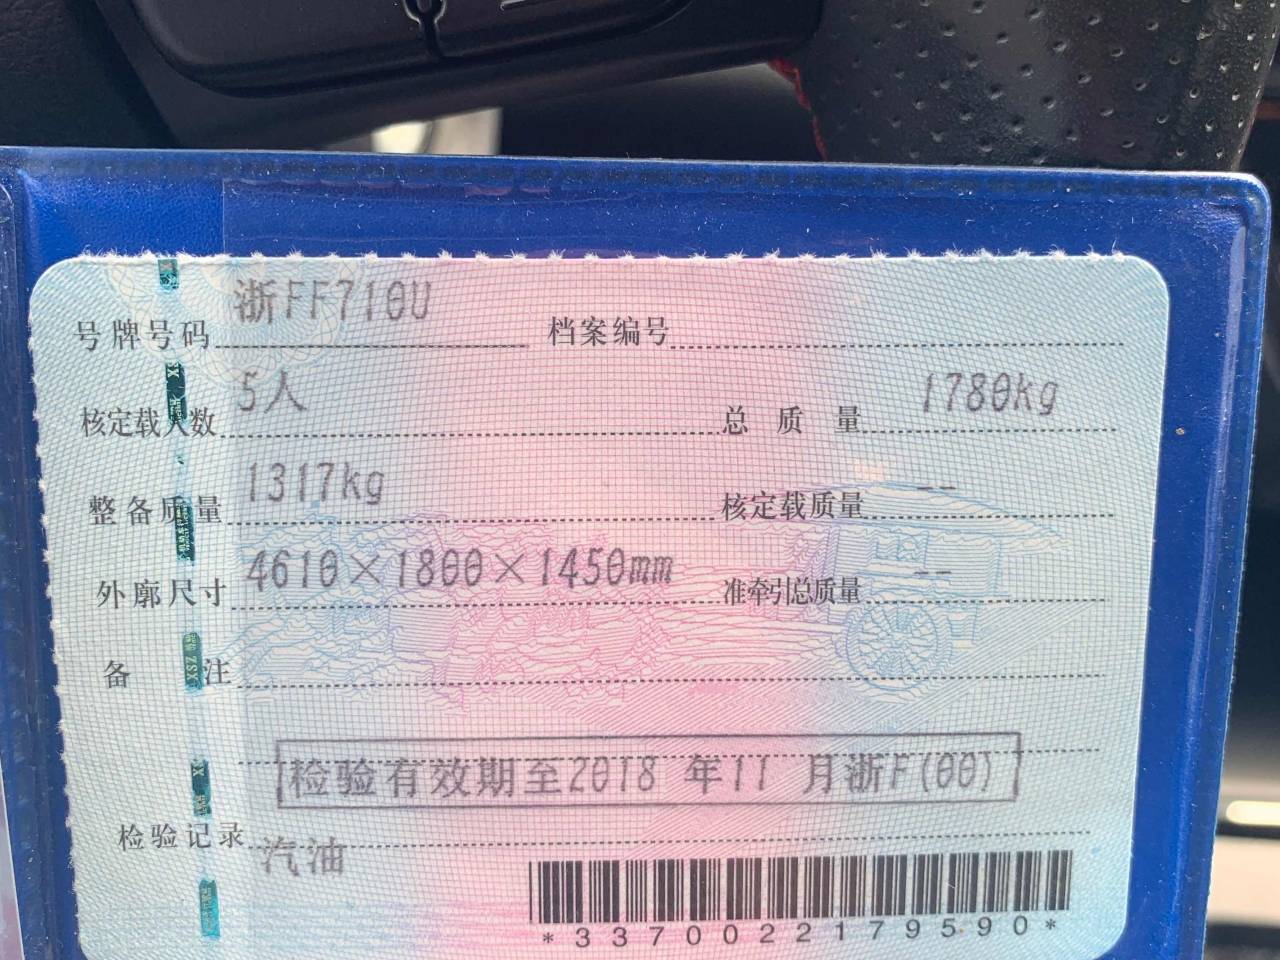 号牌号码 浙FF710U 档案编号
核定载人数 5人 总质量 1780kg
整备质量 1317kg 核定载质量 --
外廓尺寸 4610×1800×1450mm 准牵引总质量 --
备注
检验有效期至2018 年11 月浙F(00)
检验记录 汽油
*3370022179590*